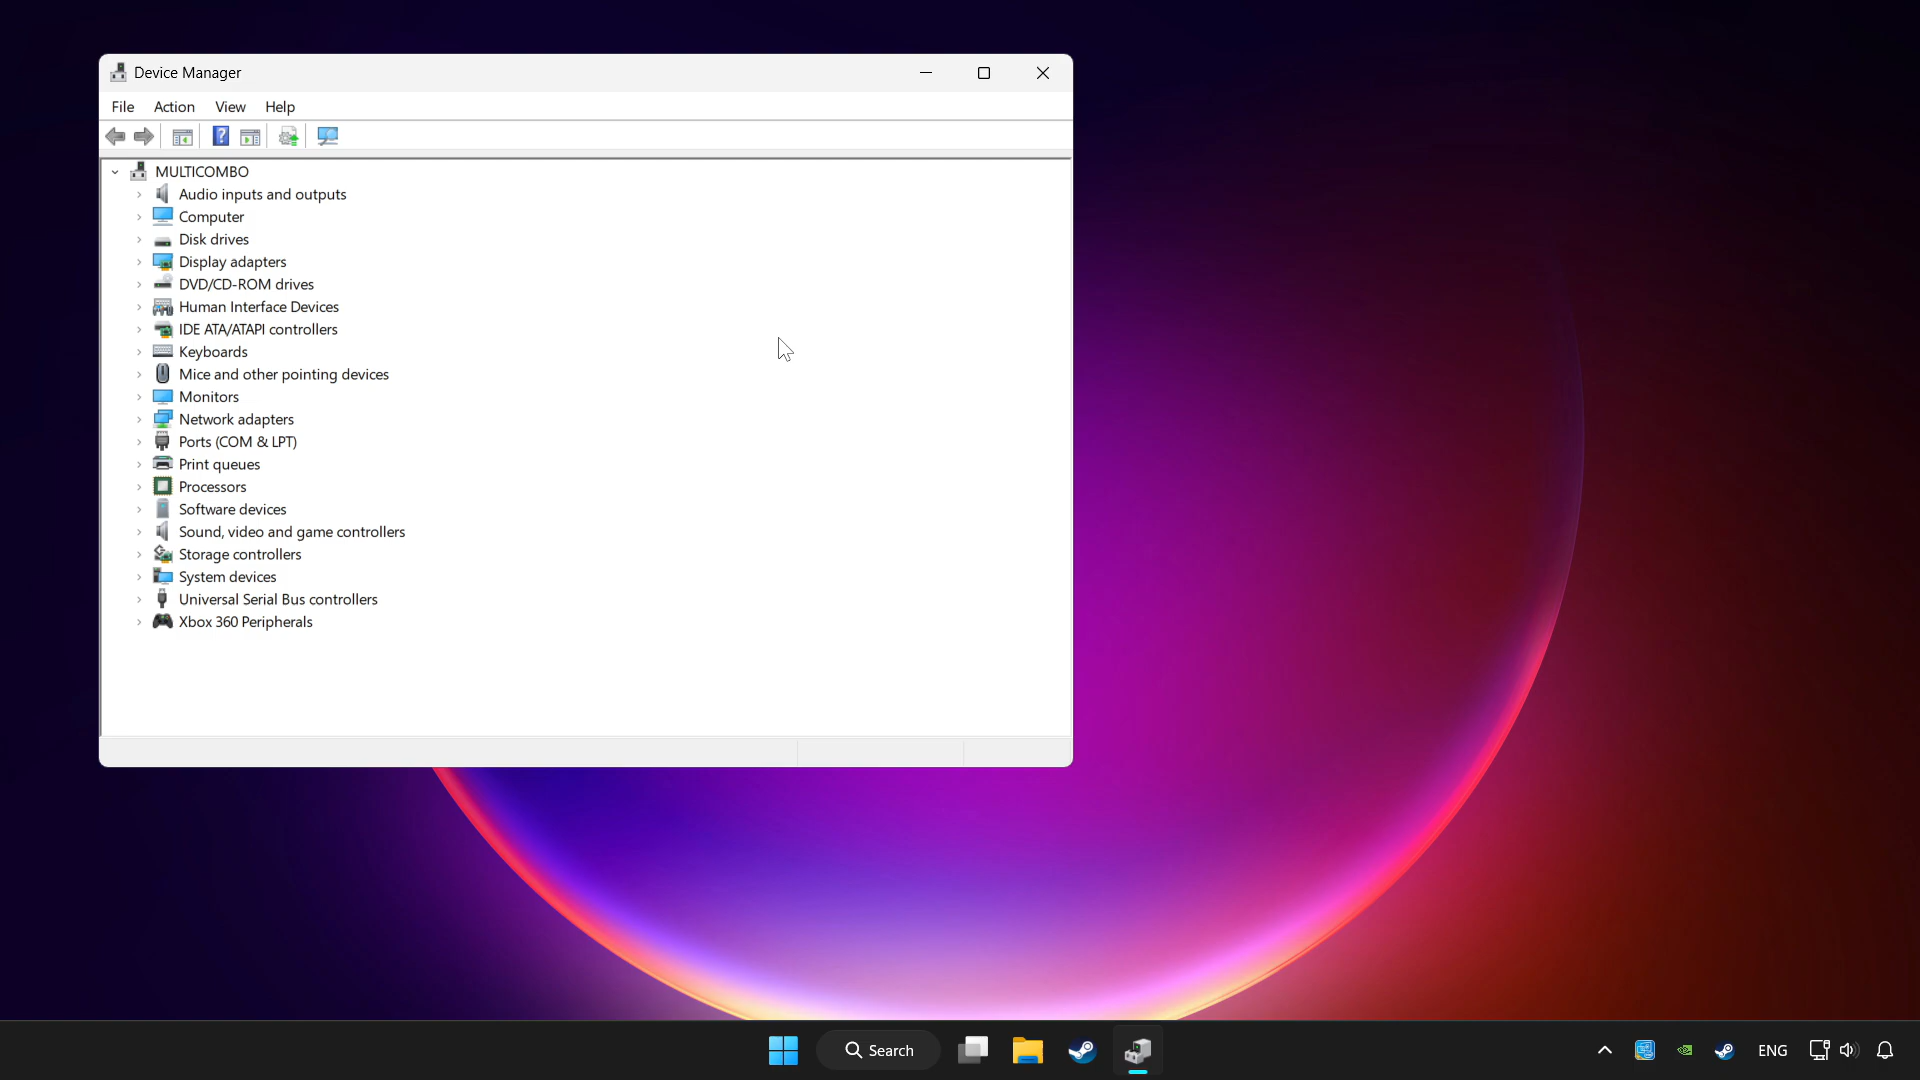 Device Manager
File Action View Help
MULTICOMBO
Audio inputs and outputs
Computer
Disk drives
Display adapters
DVD/CD-ROM drives
Human Interface Devices
IDE ATA/ATAPI controllers
Keyboards
Mice and other pointing devices
Monitors
Network adapters
Ports (COM & LPT)
Print queues
Processors
Software devices
Sound, video and game controllers
Storage controllers
System devices
Universal Serial Bus controllers
Xbox 360 Peripherals
Search
ENG